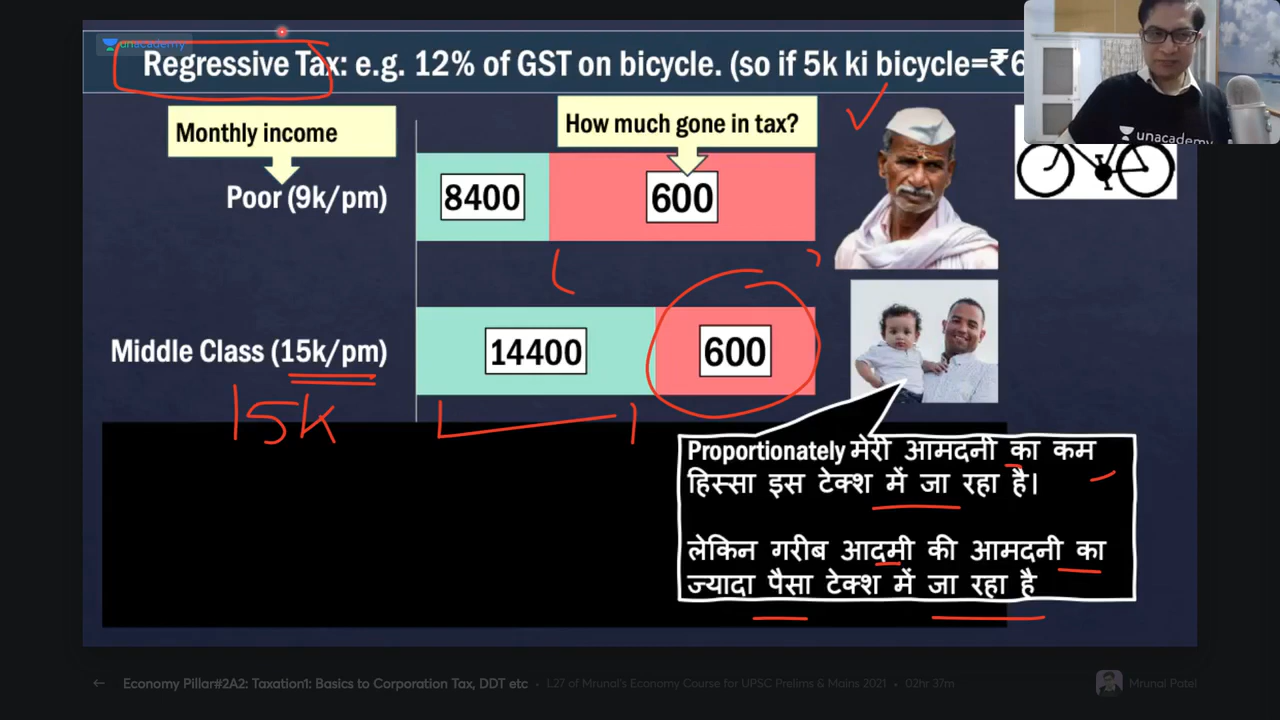 unacademy
Regressive Tax: e.g. 12% of GST on bicycle. (so if 5k ki bicycle=₹6
unacademy
Monthly income
How much gone in tax?
Poor (9k/pm)
8400
600
Middle Class (15k/pm)
14400
600
15k
Proportionately मेरी आमदनी का कम
हिस्सा इस टेक्श में जा रहा है।
लेकिन गरीब आदमी की आमदनी का
ज्यादा पैसा टेक्श में जा रहा है
← Economy Pillar#2A2: Taxation1: Basics to Corporation Tax, DDT etc • L27 of Mrunal's Economy Course for UPSC Prelims & Mains 2021 • 02hr 37m
Mrunal Patel